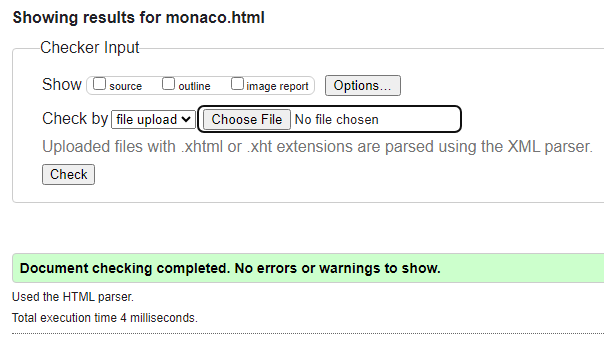 Showing results for monaco.html
Checker Input
Show source outline image report Options...
Check by file upload Choose File No file chosen
Uploaded files with .xhtml or .xht extensions are parsed using the XML parser.
Check
Document checking completed. No errors or warnings to show.
Used the HTML parser.
Total execution time 4 milliseconds.